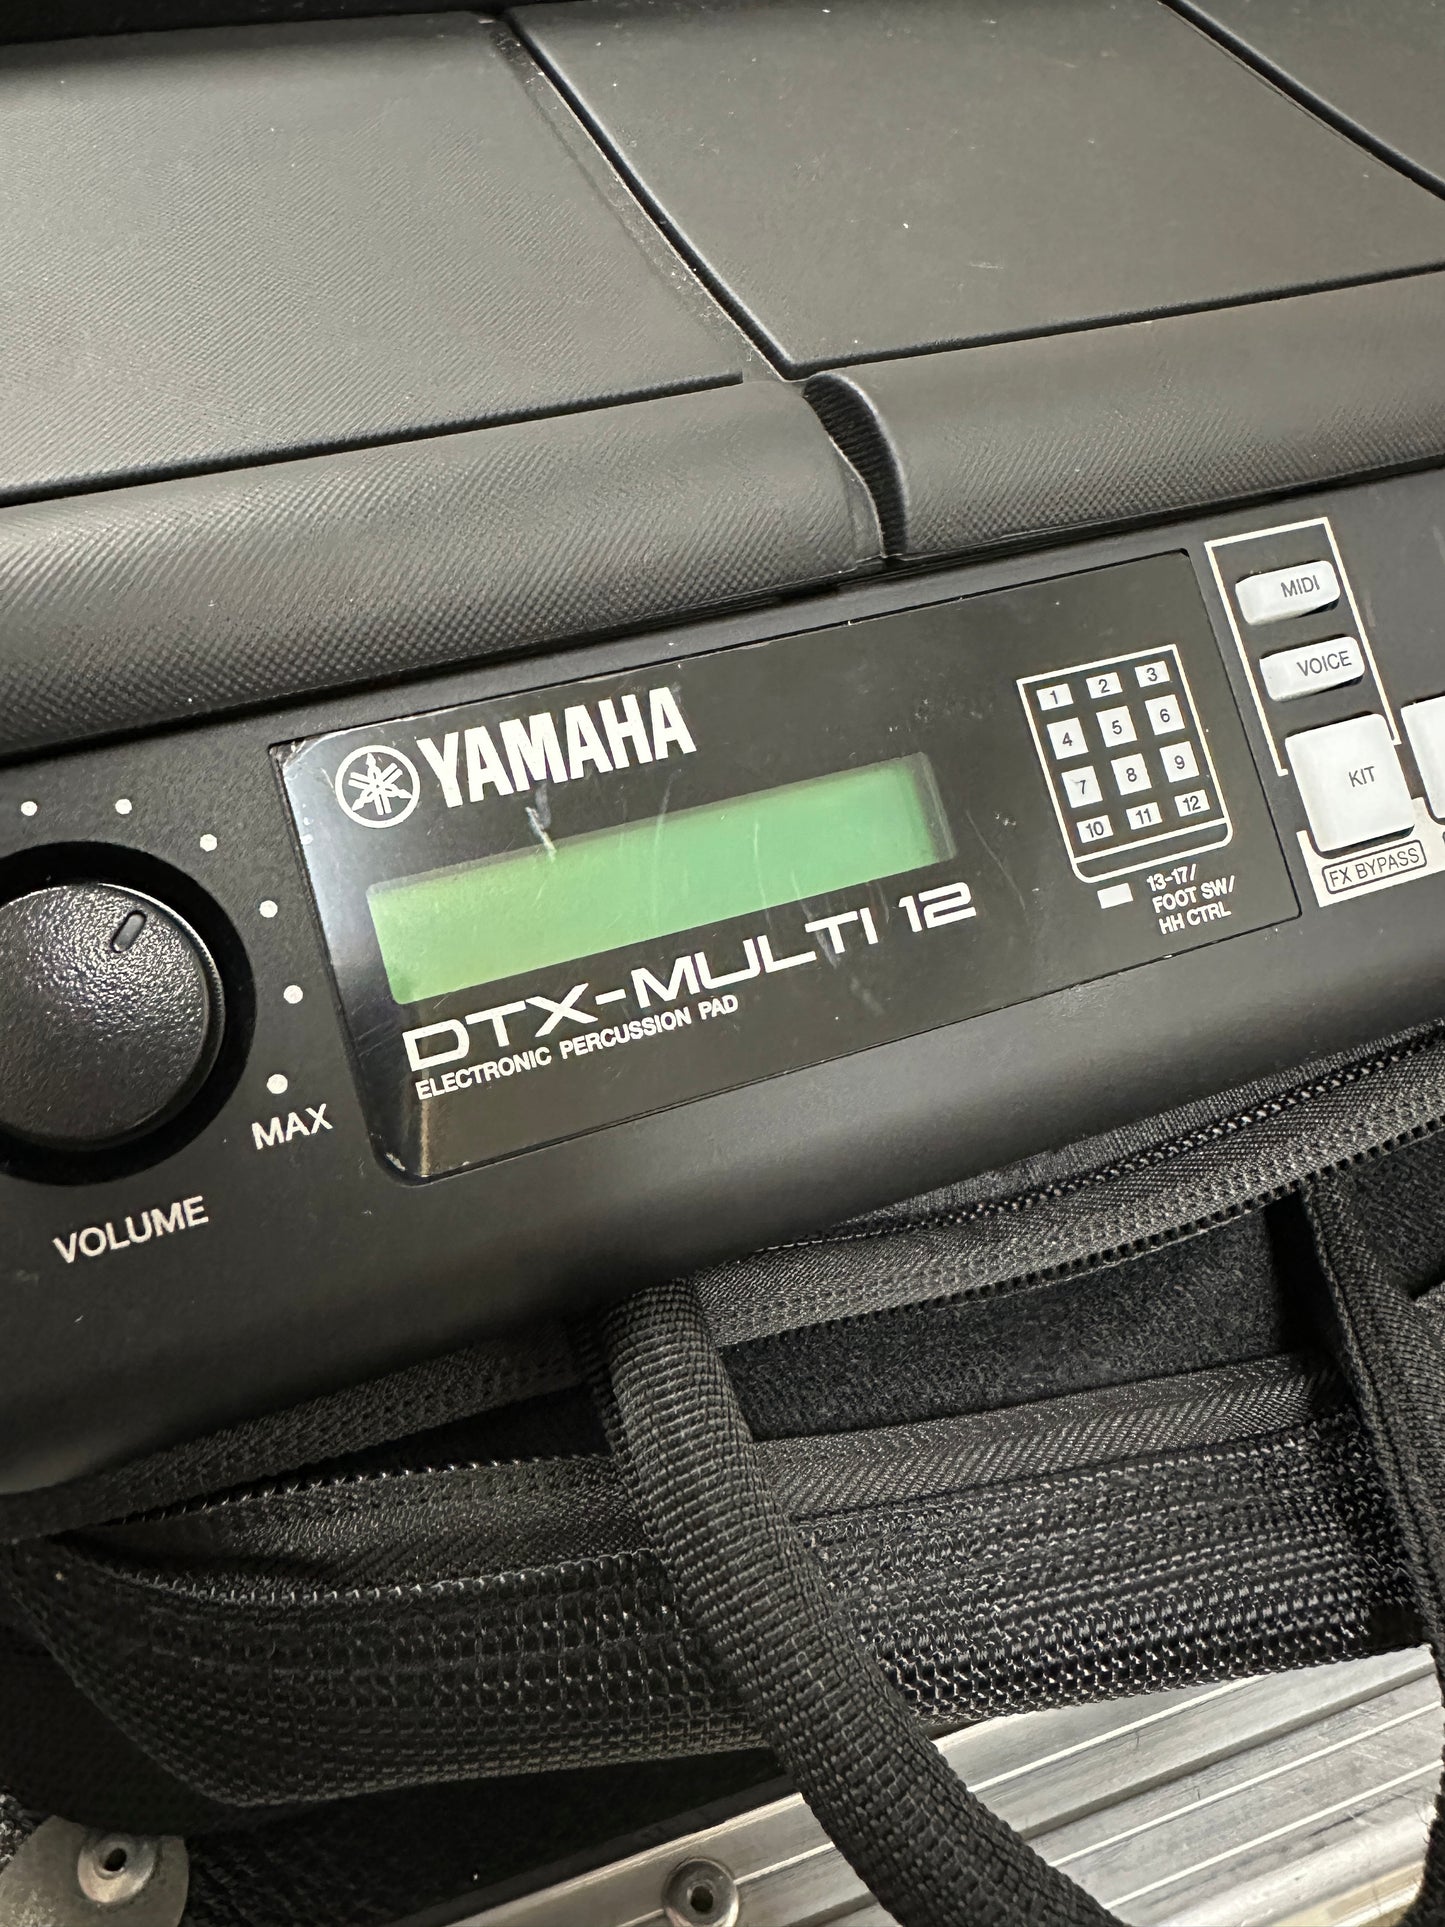 YAMAHA
DTX-MULTI 12
ELECTRONIC PERCUSSION PAD
1 2 3
4 5 6
7 8 9
10 11 12
13-17/
FOOT SW/
HH CTRL
MIDI
VOICE
KIT
FX BYPASS
MAX
VOLUME